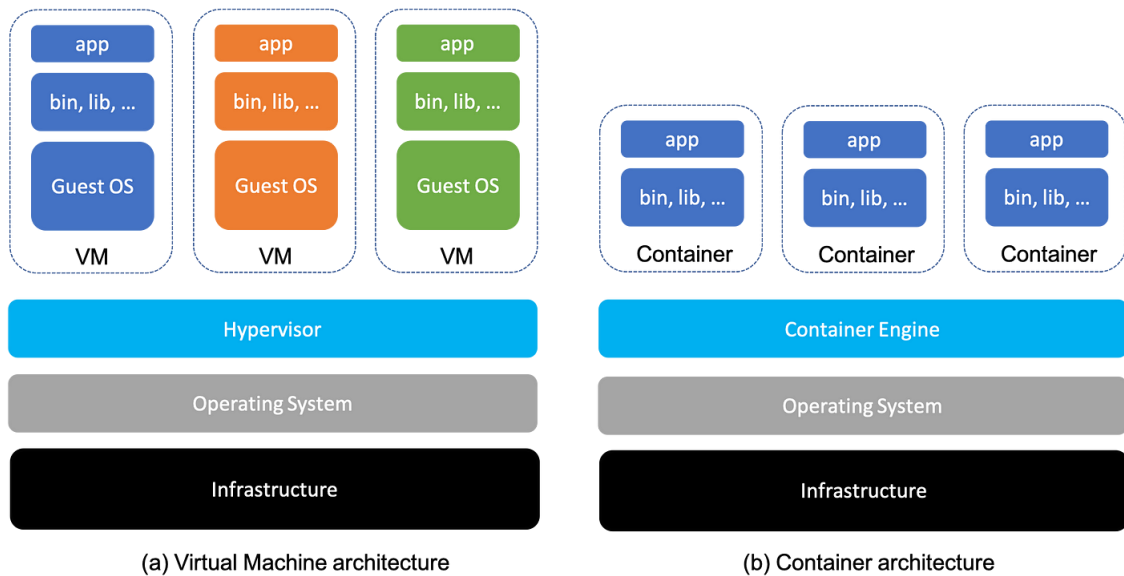 app
bin, lib, ...
Guest OS
VM
app
bin, lib, ...
Guest OS
VM
app
bin, lib, ...
Guest OS
VM
Hypervisor
Operating System
Infrastructure
(a) Virtual Machine architecture
app
bin, lib, ...
Container
app
bin, lib, ...
Container
app
bin, lib, ...
Container
Container Engine
Operating System
Infrastructure
(b) Container architecture